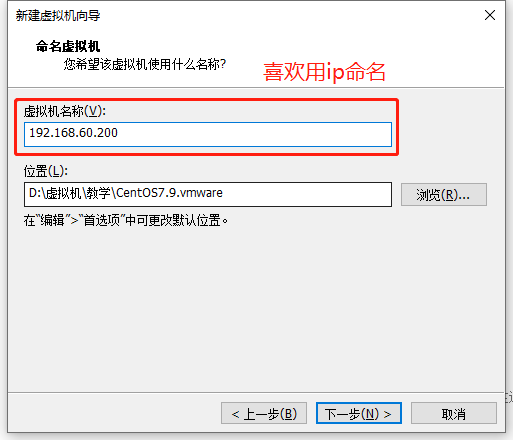 新建虚拟机向导
命名虚拟机
您希望该虚拟机使用什么名称?
喜欢用ip命名
虚拟机名称(V):
192.168.60.200
位置(L):
D:\虚拟机\教学\CentOS7.9.vmware
浏览(R)...
在"编辑">"首选项"中可更改默认位置。
< 上一步(B)
下一步(N) >
取消